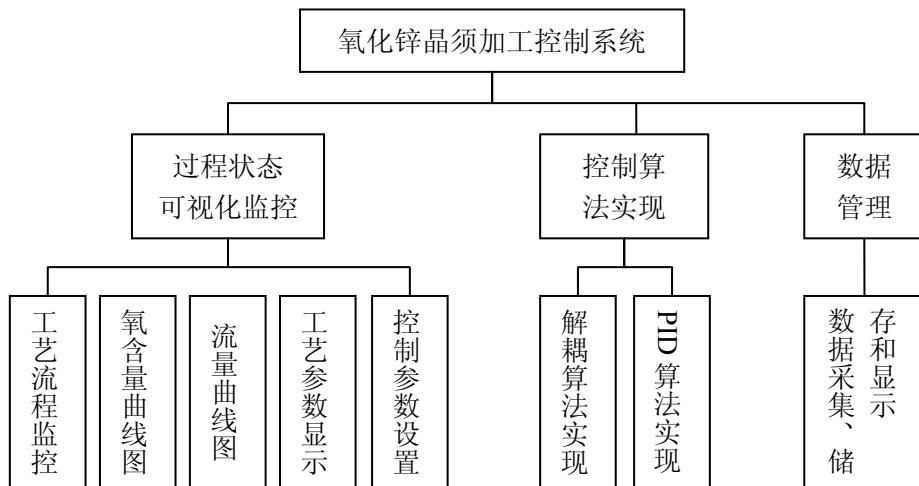 氧化锌晶须加工控制系统
过程状态
可视化监控
控制算
法实现
数据
管理
工艺流程监控
氧含量曲线图
流量曲线图
工艺参数显示
控制参数设置
解耦算法实现
PID 算法实现
数据采集、储
存和显示